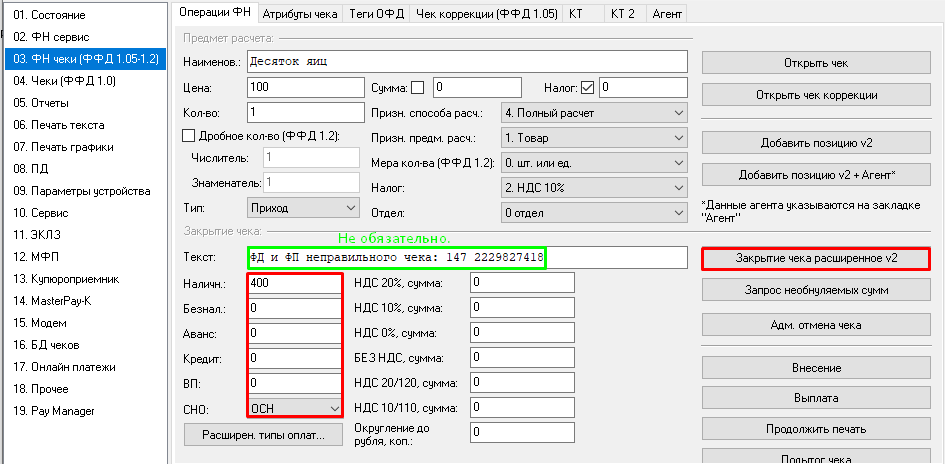 01. Состояние
02. ФН сервис
03. ФН чеки (ФФД 1.05-1.2)
04. Чеки (ФФД 1.0)
05. Отчеты
06. Печать текста
07. Печать графики
08. ПД
09. Параметры устройства
10. Сервис
11. ЭКЛЗ
12. МФП
13. Купюроприемник
14. MasterPay-K
15. Модем
16. БД чеков
17. Онлайн платежи
18. Прочее
19. Pay Manager
Операции ФН Атрибуты чека Теги ОФД Чек коррекции (ФФД 1.05) КТ КТ 2 Агент
Предмет расчета:
Наименов.: Десяток яиц
Цена: 100 Сумма: 0 Налог: 0
Кол-во: 1 Призн. способа расч.: 4. Полный расчет
Дробное кол-во (ФФД 1.2): Призн. предм. расч.: 1. Товар
Числитель: 1 Мера кол-ва (ФФД 1.2): 0. шт. или ед.
Знаменатель: 1 Налог: 2. НДС 10%
Тип: Приход Отдел: 0 отдел
Закрытие чека:
Не обязательно.
Текст: ФД и ФП неправильного чека: 147 2229827418
Наличн.: 400 НДС 20%, сумма: 0
Безнал.: 0 НДС 10%, сумма: 0
Аванс: 0 НДС 0%, сумма: 0
Кредит: 0 БЕЗ НДС, сумма: 0
ВП: 0 НДС 20/120, сумма: 0
СНО: ОСН НДС 10/110, сумма: 0
Расширен. типы оплат... Округление до
рубля, коп.: 0
Открыть чек
Открыть чек коррекции
Добавить позицию v2
Добавить позицию v2 + Агент*
*Данные агента указываются на закладке
"Агент"
Закрытие чека расширенное v2
Запрос необнуляемых сумм
Адм. отмена чека
Внесение
Выплата
Продолжить печать
Подытог чека